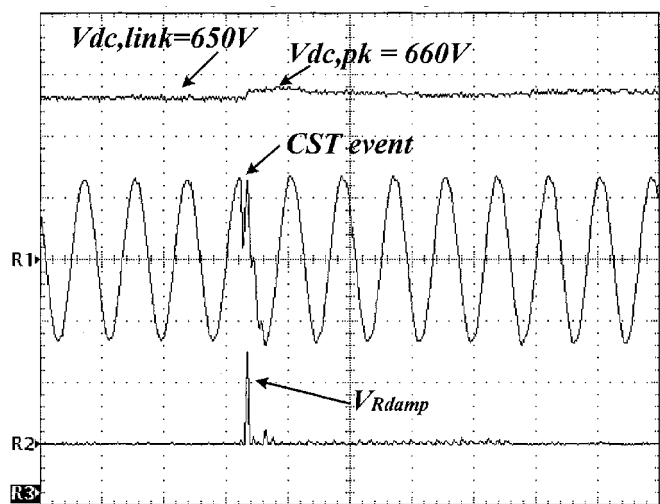 Vdc,link=650V
Vdc,pk = 660V
CST event
R1
VRdamp
R2
R3